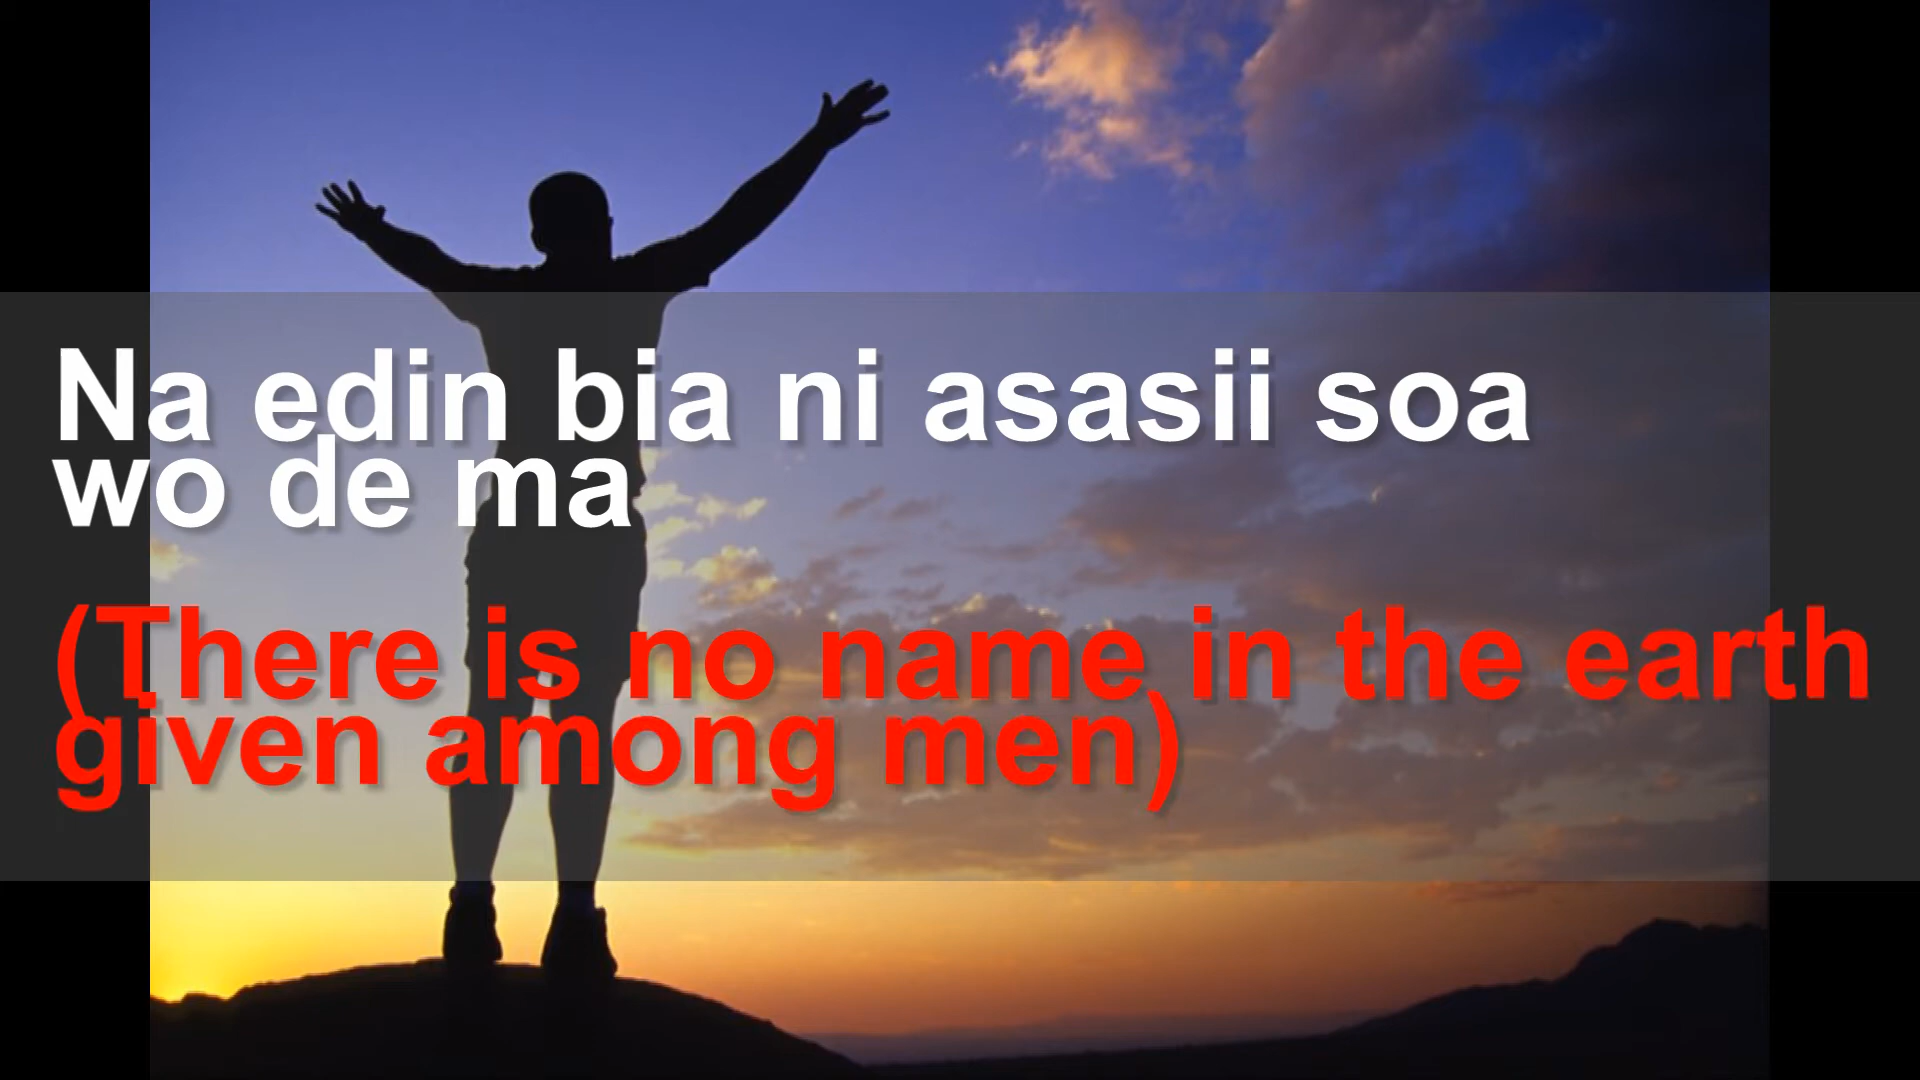 Na edin bia ni asasii soa
wo de ma
(There is no name in the earth
given among men)